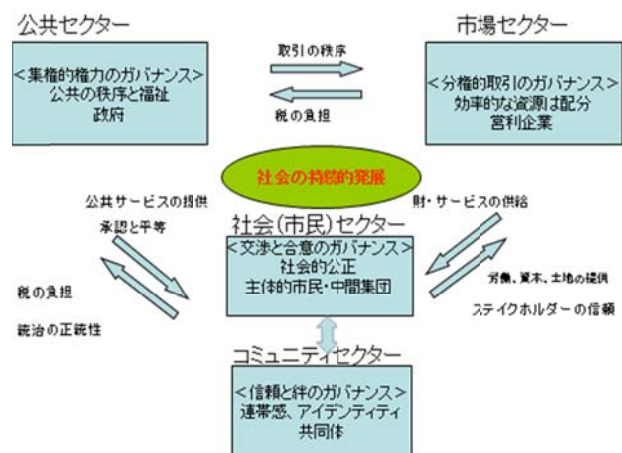 公共セクター
市場セクター
<集権的権力のガバナンス>
公共の秩序と福祉
政府
取引の秩序
税の負担
<分権的取引のガバナンス>
効率的な資源は配分
営利企業
社会の持続的発展
公共サービスの提供
承認と平等
財・サービスの供給
社会(市民)セクター
<交渉と合意のガバナンス>
社会的公正
主体的市民・中間集団
税の負担
統治の正統性
労働、資本、土地の提供
ステイクホルダーの信頼
コミュニティセクター
<信頼と絆のガバナンス>
連帯感、アイデンティティ
共同体